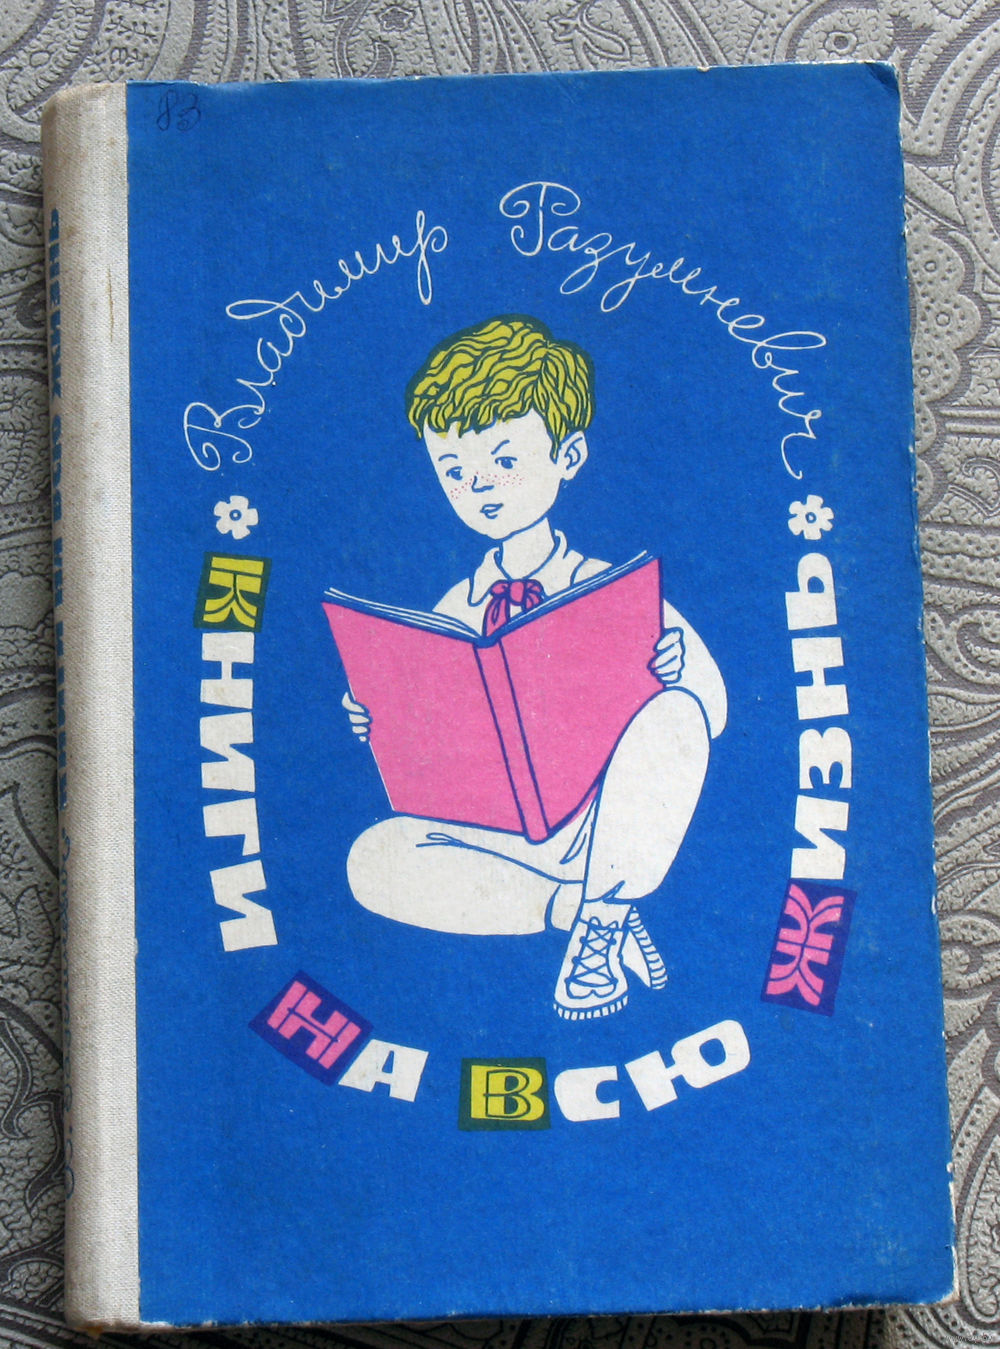 83
Владимир Разумневич
Книги на всю жизнь